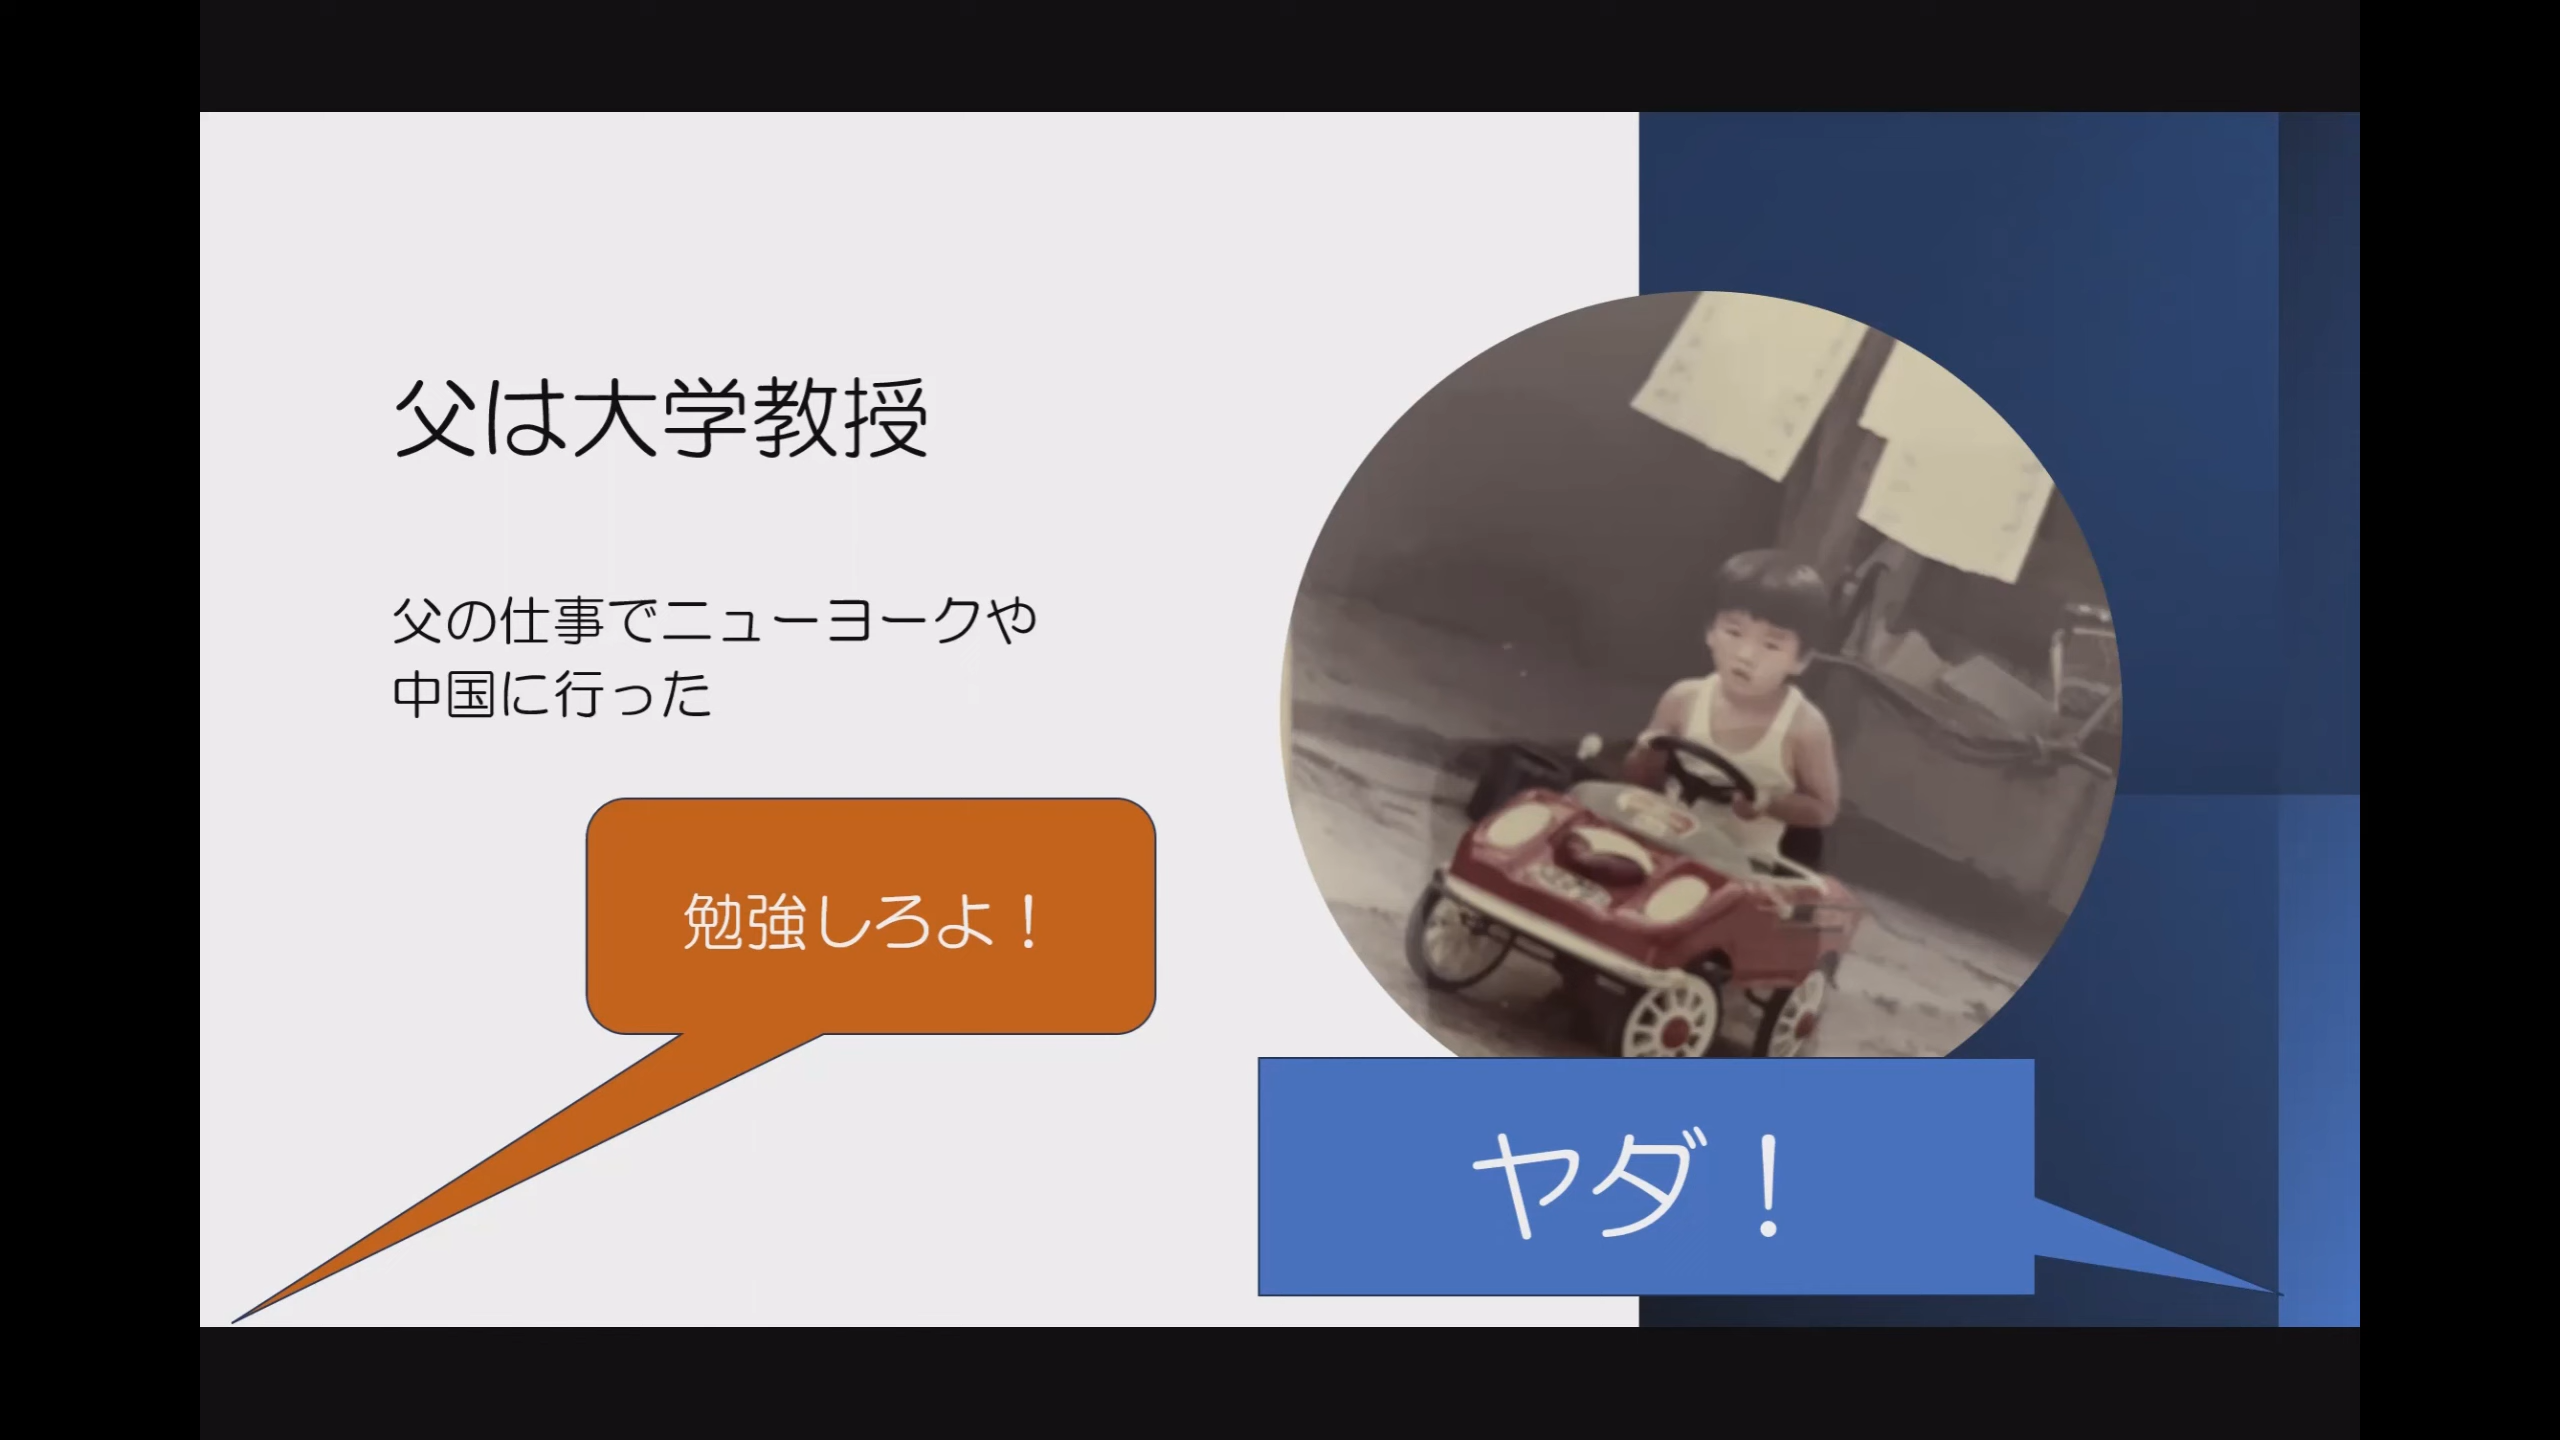 父は大学教授
父の仕事でニューヨークや
中国に行った
勉強しろよ！
ヤダ！